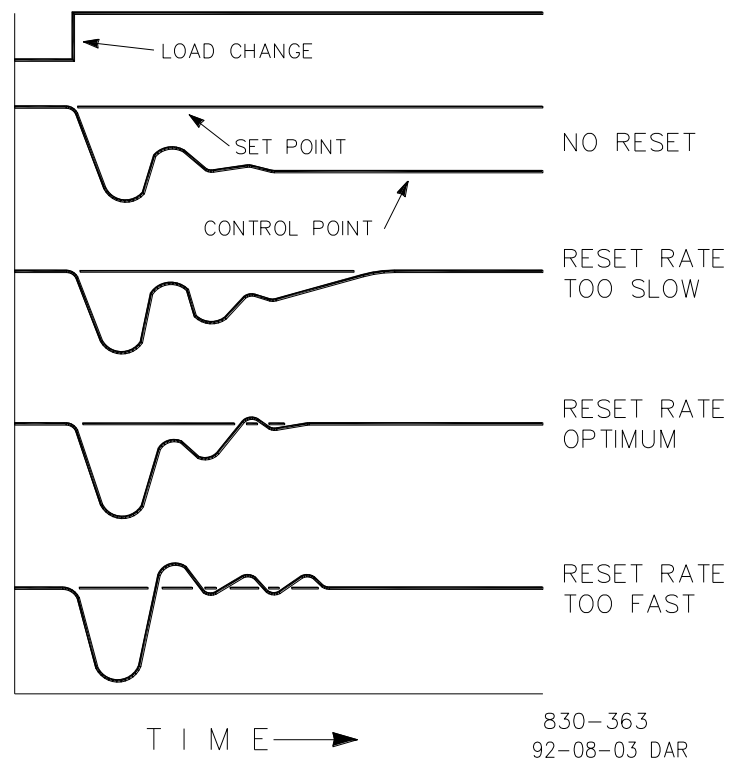 LOAD CHANGE
SET POINT
NO RESET
CONTROL POINT
RESET RATE
TOO SLOW
RESET RATE
OPTIMUM
RESET RATE
TOO FAST
TIME
830-363
92-08-03 DAR